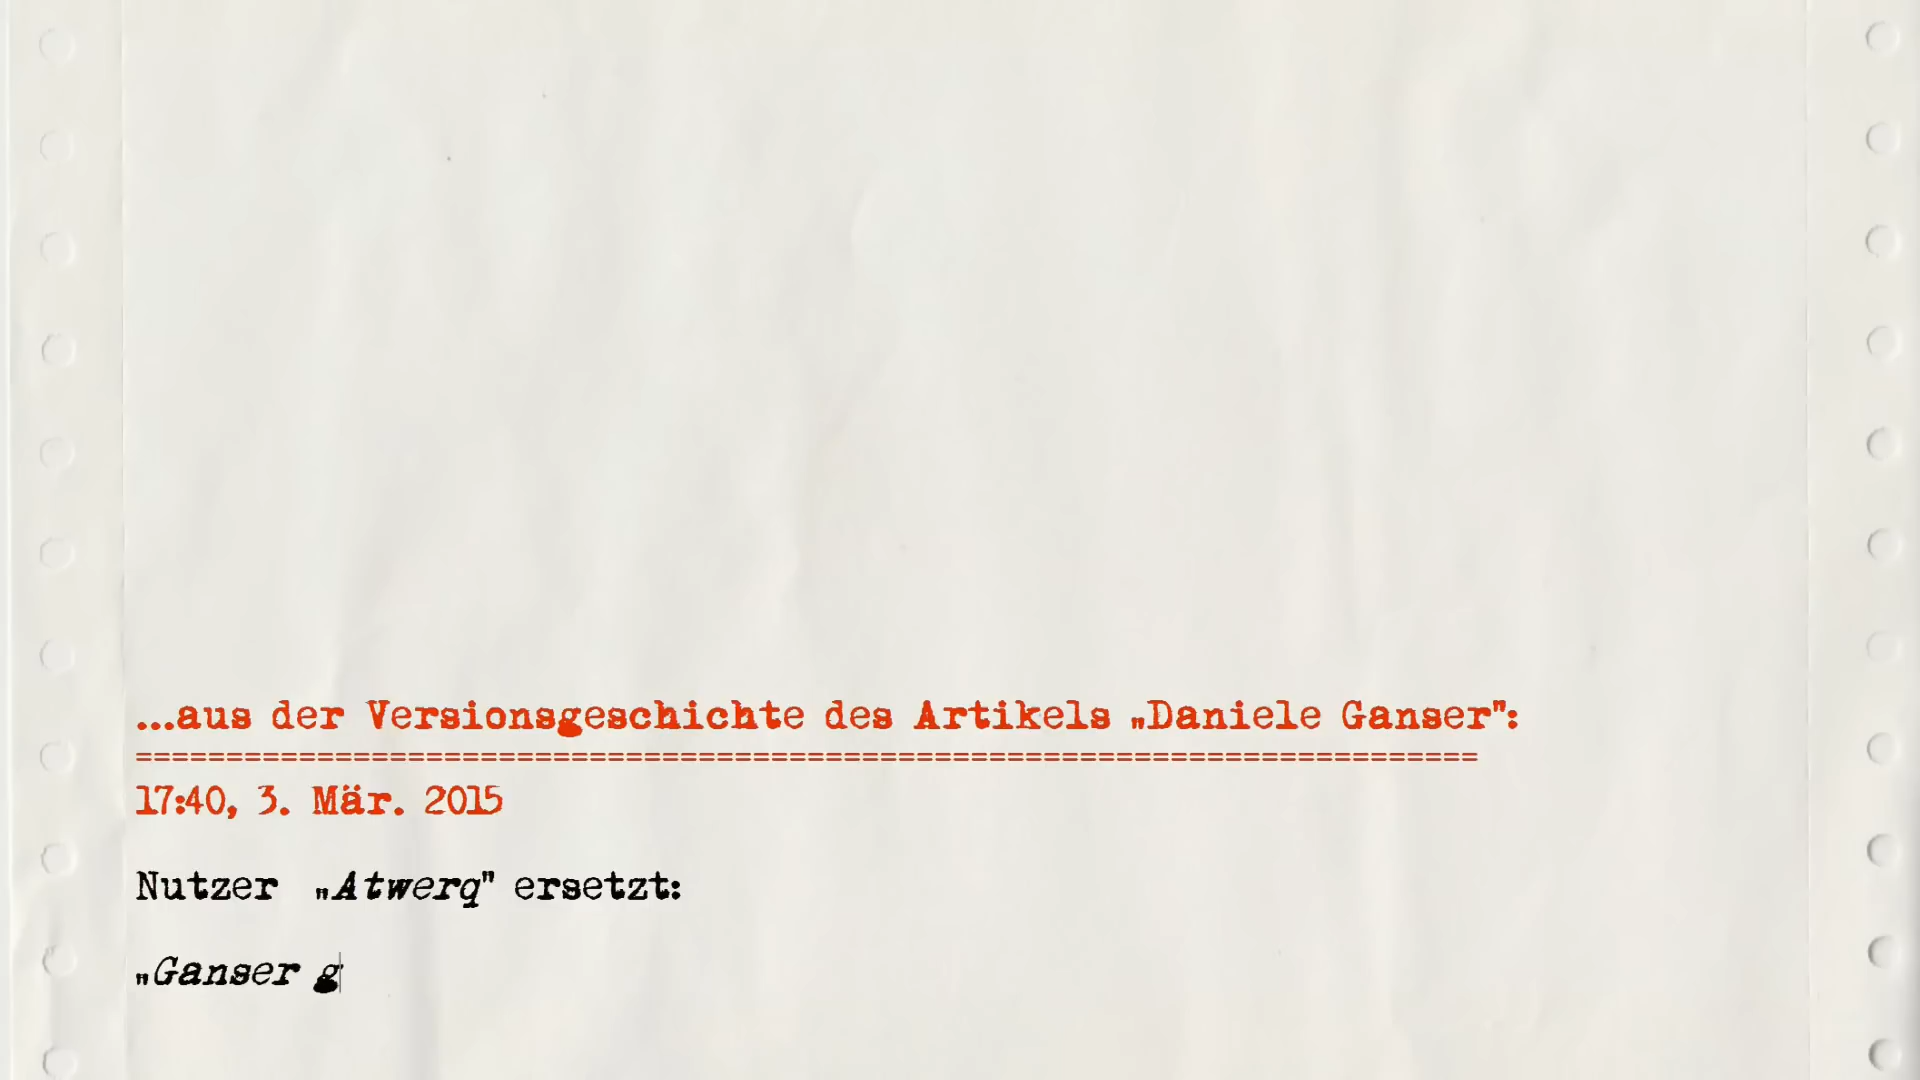 ...aus der Versionsgeschichte des Artikels „Daniele Ganser":
==========================================================================
17:40, 3. Mär. 2015
Nutzer „Atwerq" ersetzt:
„Ganser g